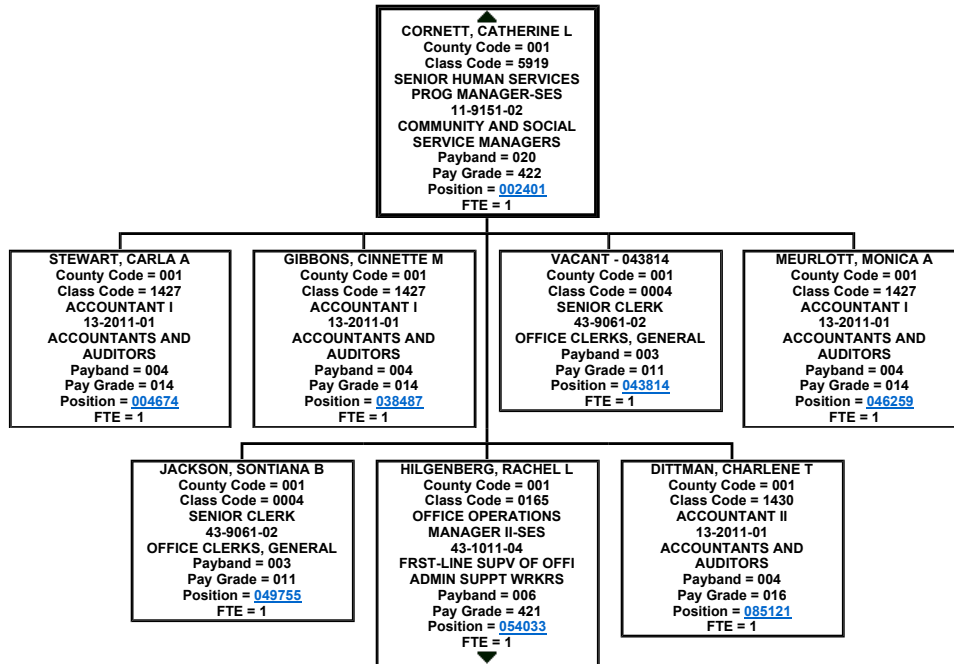 CORNETT, CATHERINE L
County Code = 001
Class Code = 5919
SENIOR HUMAN SERVICES
PROG MANAGER-SES
11-9151-02
COMMUNITY AND SOCIAL
SERVICE MANAGERS
Payband = 020
Pay Grade = 422
Position = 002401
FTE = 1
STEWART, CARLA A
County Code = 001
Class Code = 1427
ACCOUNTANT I
13-2011-01
ACCOUNTANTS AND
AUDITORS
Payband = 004
Pay Grade = 014
Position = 004674
FTE = 1
GIBBONS, CINNETTE M
County Code = 001
Class Code = 1427
ACCOUNTANT I
13-2011-01
ACCOUNTANTS AND
AUDITORS
Payband = 004
Pay Grade = 014
Position = 038487
FTE = 1
VACANT - 043814
County Code = 001
Class Code = 0004
SENIOR CLERK
43-9061-02
OFFICE CLERKS, GENERAL
Payband = 003
Pay Grade = 011
Position = 043814
FTE = 1
MEURLOTT, MONICA A
County Code = 001
Class Code = 1427
ACCOUNTANT I
13-2011-01
ACCOUNTANTS AND
AUDITORS
Payband = 004
Pay Grade = 014
Position = 046259
FTE = 1
JACKSON, SONTIANA B
County Code = 001
Class Code = 0004
SENIOR CLERK
43-9061-02
OFFICE CLERKS, GENERAL
Payband = 003
Pay Grade = 011
Position = 049755
FTE = 1
HILGENBERG, RACHEL L
County Code = 001
Class Code = 0165
OFFICE OPERATIONS
MANAGER II-SES
43-1011-04
FRST-LINE SUPV OF OFFI
ADMIN SUPPT WRKRS
Payband = 006
Pay Grade = 421
Position = 054033
FTE = 1
DITTMAN, CHARLENE T
County Code = 001
Class Code = 1430
ACCOUNTANT II
13-2011-01
ACCOUNTANTS AND
AUDITORS
Payband = 004
Pay Grade = 016
Position = 085121
FTE = 1